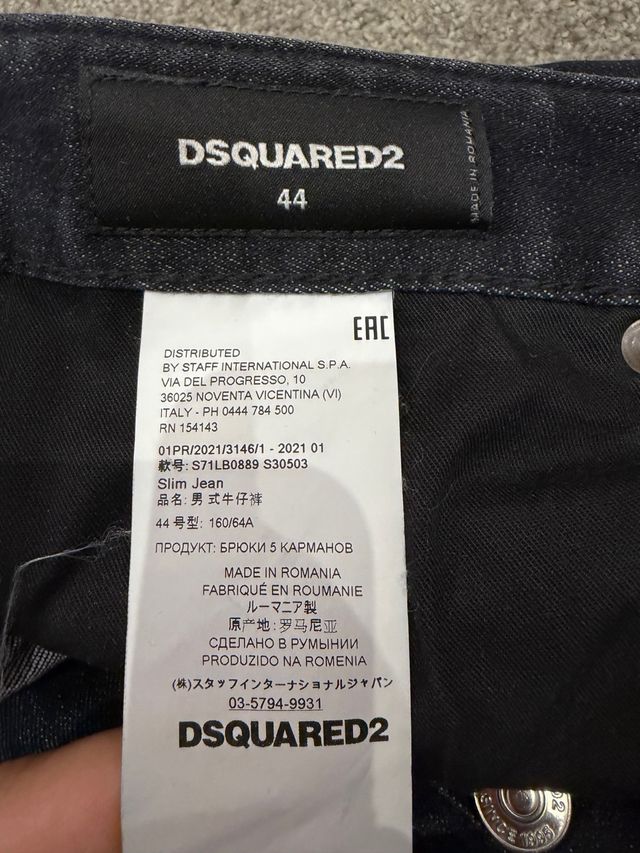 DSQUARED2
44
MADE IN ROMANIA
EAC
DISTRIBUTED
BY STAFF INTERNATIONAL S.P.A.
VIA DEL PROGRESSO, 10
36025 NOVENTA VICENTINA (VI)
ITALY - PH 0444 784 500
RN 154143
01PR/2021/3146/1 - 2021 01
款号: S71LB0889 S30503
Slim Jean
品名: 男 式牛仔裤
44 号型: 160/64A
ПРОДУКТ: БРЮКИ 5 КАРМАНОВ
MADE IN ROMANIA
FABRIQUÉ EN ROUMANIE
ルーマニア製
原产地: 罗马尼亚
СДЕЛАНО В РУМЫНИИ
PRODUZIDO NA ROMENIA
(株)スタッフインターナショナルジャパン
03-5794-9931
DSQUARED2
SINCE 1995